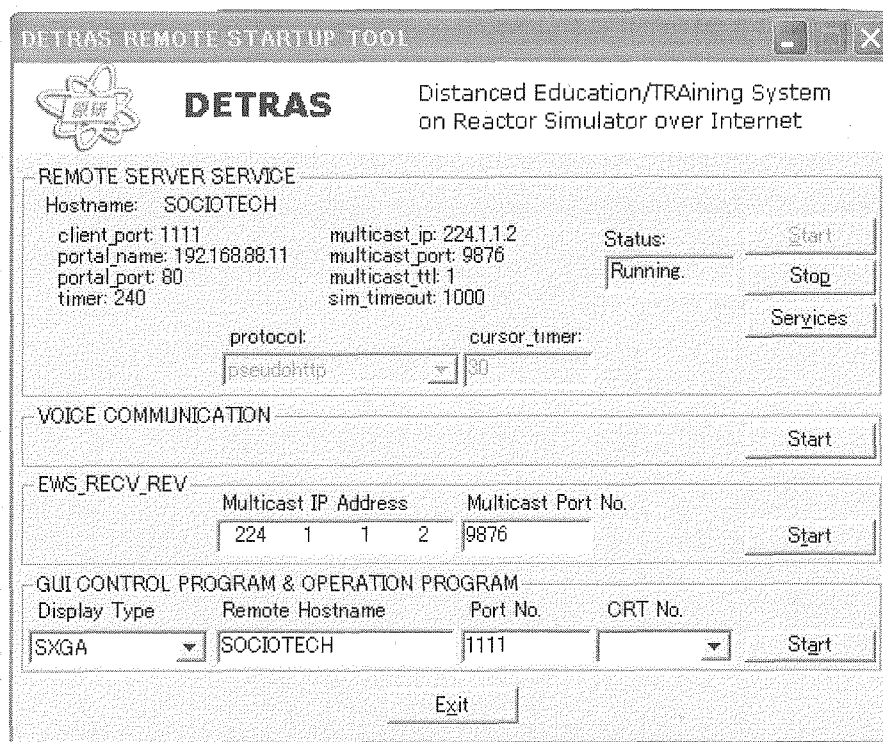 DETRAS REMOTE STARTUP TOOL
原研
DETRAS
Distanced Education/TRAining System
on Reactor Simulator over Internet
REMOTE SERVER SERVICE
Hostname: SOCIOTECH
client_port: 1111
portal_name: 192.168.88.11
portal_port: 80
timer: 240
multicast_ip: 224.1.1.2
multicast_port: 9876
multicast_ttl: 1
sim_timeout: 1000
Status:
Running.
Start
Stop
Services
protocol:
pseudohttp
cursor_timer:
30
VOICE COMMUNICATION
Start
EWS_RECV_REV
Multicast IP Address
224 1 1 2
Multicast Port No.
9876
Start
GUI CONTROL PROGRAM & OPERATION PROGRAM
Display Type
SXGA
Remote Hostname
SOCIOTECH
Port No.
1111
CRT No.
Start
Exit